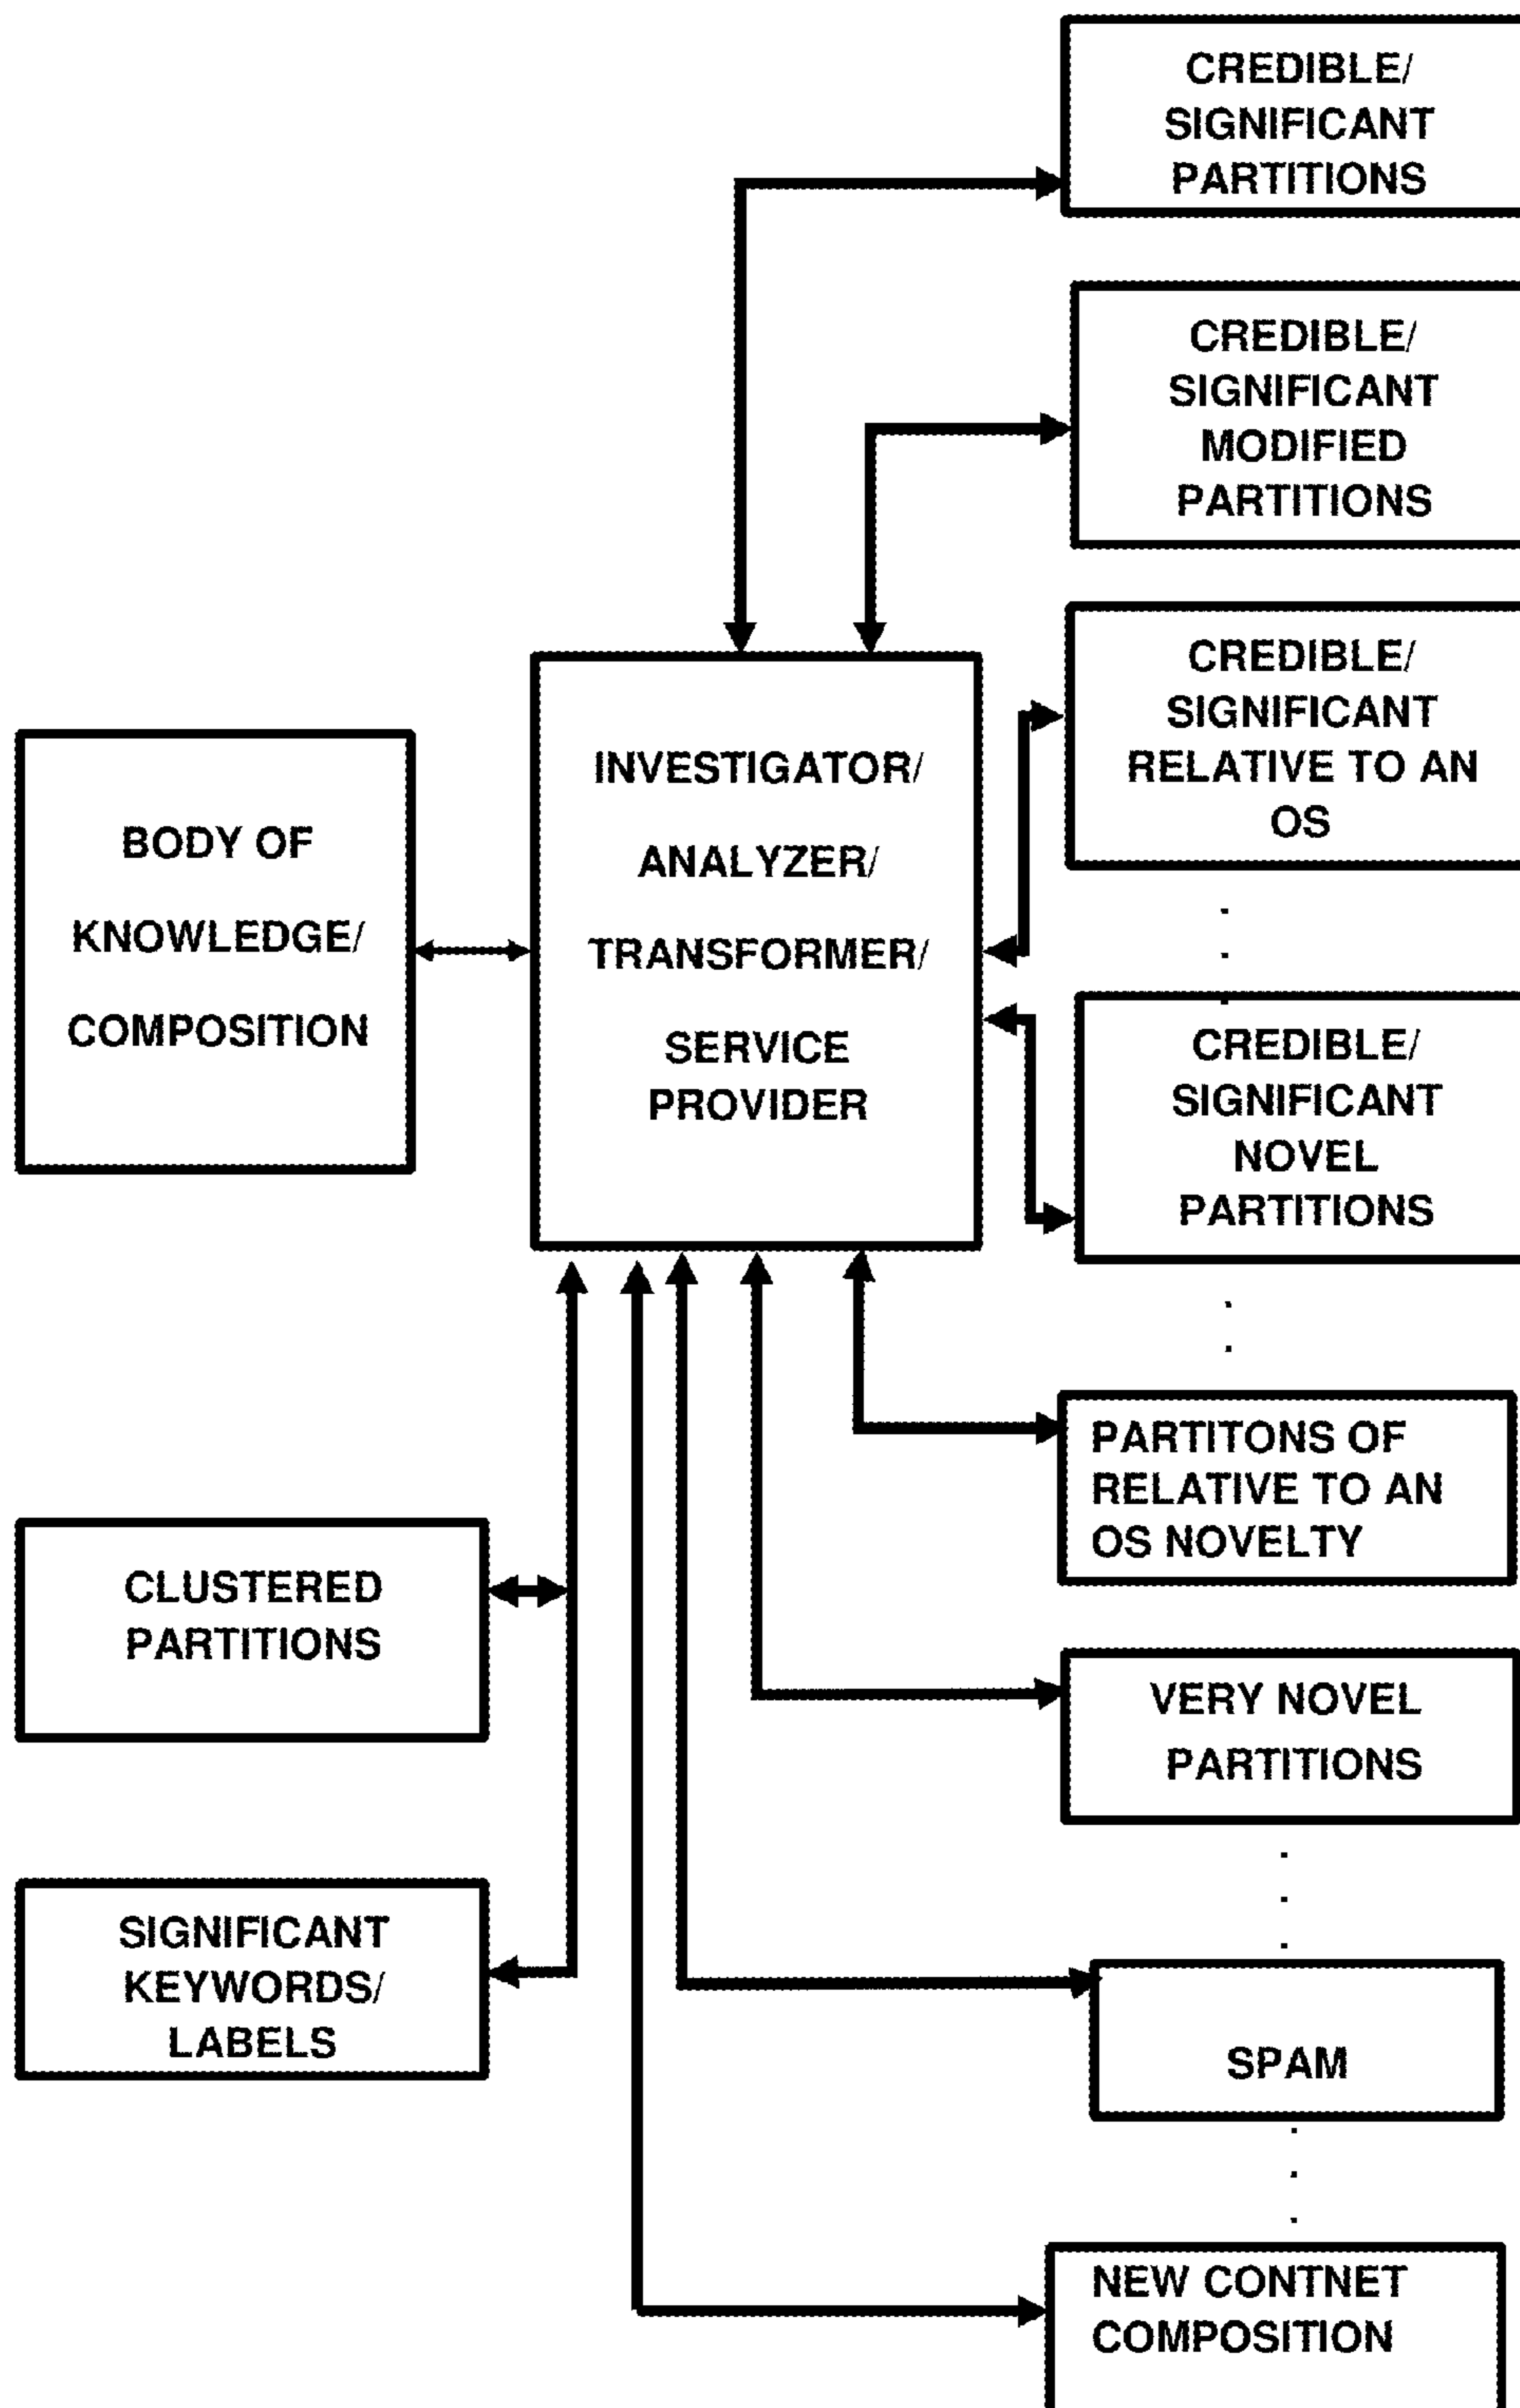 CREDIBLE/
SIGNIFICANT
PARTITIONS
CREDIBLE/
SIGNIFICANT
MODIFIED
PARTITIONS
CREDIBLE/
SIGNIFICANT
RELATIVE TO AN
OS
INVESTIGATOR/
ANALYZER/
TRANSFORMER/
SERVICE
PROVIDER
BODY OF
KNOWLEDGE/
COMPOSITION
CREDIBLE/
SIGNIFICANT
NOVEL
PARTITIONS
PARTITONS OF
RELATIVE TO AN
OS NOVELTY
CLUSTERED
PARTITIONS
VERY NOVEL
PARTITIONS
SIGNIFICANT
KEYWORDS/
LABELS
SPAM
NEW CONTNET
COMPOSITION